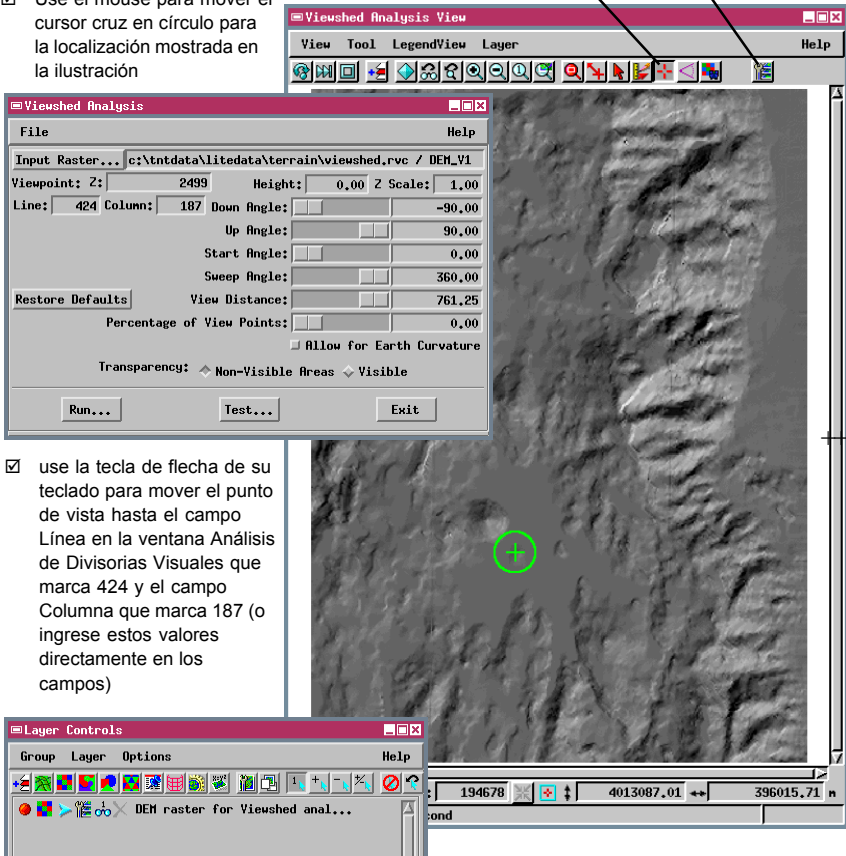 Use el mouse para mover el
cursor cruz en círculo para
la localización mostrada en
la ilustración
Viewshed Analysis View
View Tool LegendView Layer Help
Viewshed Analysis
File Help
Input Raster... c:\tntdata\litedata\terrain\viewshed.rvc / DEM_V1
Viewpoint: Z: 2499 Height: 0.00 Z Scale: 1.00
Line: 424 Column: 187 Down Angle: -90.00
Up Angle: 90.00
Start Angle: 0.00
Sweep Angle: 360.00
Restore Defaults View Distance: 761.25
Percentage of View Points: 0.00
Allow for Earth Curvature
Transparency: Non-Visible Areas Visible
Run... Test... Exit
use la tecla de flecha de su
teclado para mover el punto
de vista hasta el campo
Línea en la ventana Análisis
de Divisorias Visuales que
marca 424 y el campo
Columna que marca 187 (o
ingrese estos valores
directamente en los
campos)
Layer Controls
Group Layer Options Help
DEM raster for Viewshed anal...
: 194678 4013087.01 396015.71 m
ond